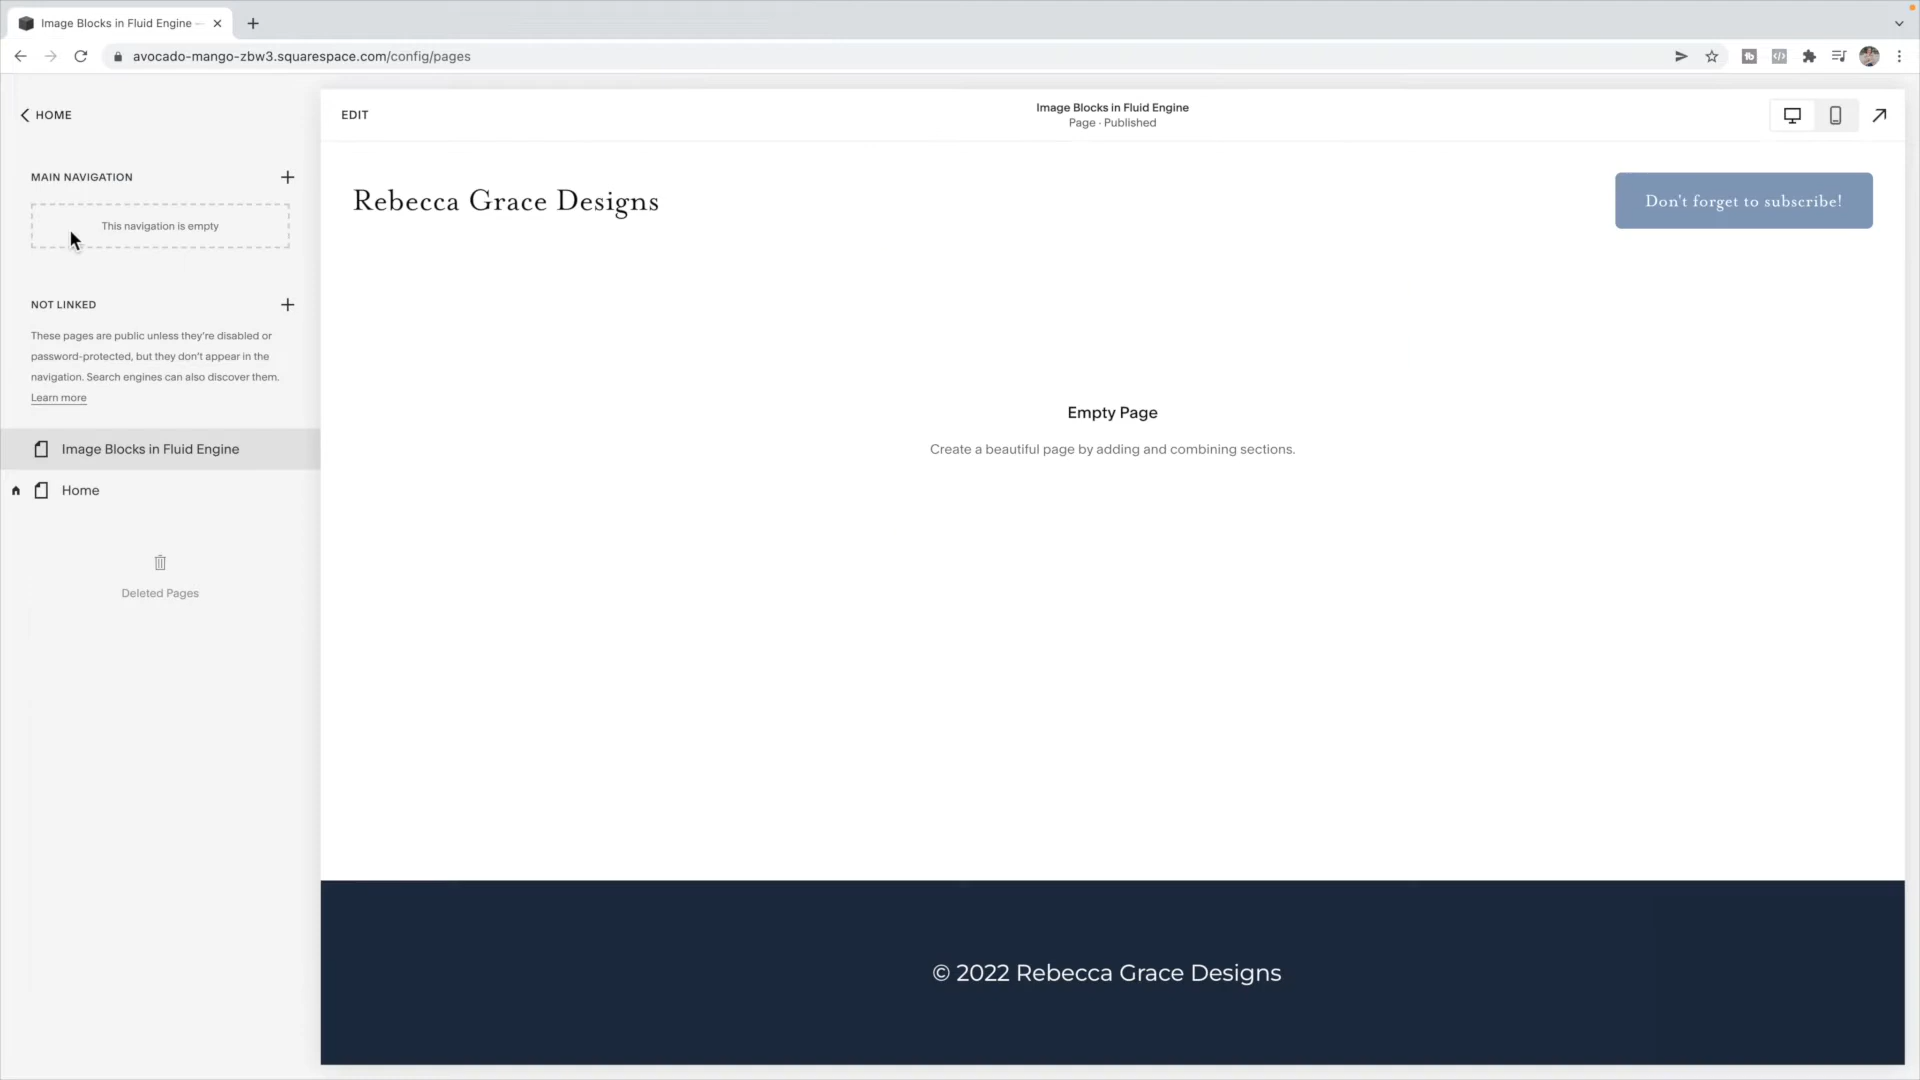 Image Blocks in Fluid Engine –
avocado-mango-zbw3.squarespace.com/config/pages
HOME
EDIT
Image Blocks in Fluid Engine
Page · Published
MAIN NAVIGATION
This navigation is empty
Rebecca Grace Designs
Don't forget to subscribe!
NOT LINKED
These pages are public unless they're disabled or
password-protected, but they don't appear in the
navigation. Search engines can also discover them.
Learn more
Empty Page
Create a beautiful page by adding and combining sections.
Image Blocks in Fluid Engine
Home
Deleted Pages
© 2022 Rebecca Grace Designs